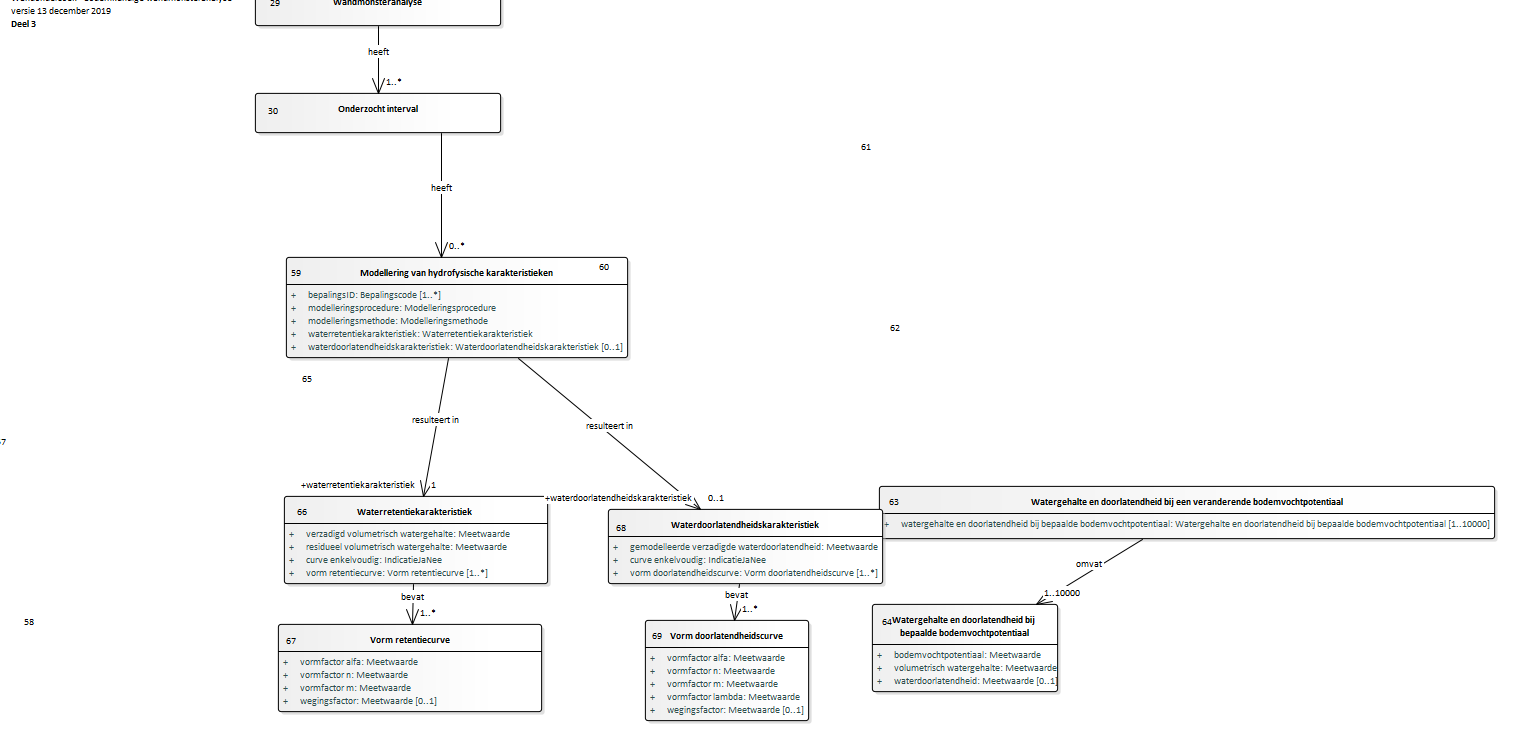 versie 13 december 2019
Deel 3
29
Wandmonsteranalyse
heeft
1..*
30
Onderzocht interval
61
heeft
0..*
59
Modellering van hydrofysische karakteristieken
60
+ bepalingsID: Bepalingscode [1..*]
+ modelleringsprocedure: Modelleringsprocedure
+ modelleringsmethode: Modelleringsmethode
+ waterretentiekarakteristiek: Waterretentiekarakteristiek
+ waterdoorlatendheidskarakteristiek: Waterdoorlatendheidskarakteristiek [0..1]
62
65
resulteert in
resulteert in
+waterretentiekarakteristiek
1
+waterdoorlatendheidskarakteristiek
0..1
66
Waterretentiekarakteristiek
+ verzadigd volumetrisch watergehalte: Meetwaarde
+ residueel volumetrisch watergehalte: Meetwaarde
+ curve enkelvoudig: IndicatieJaNee
+ vorm retentiecurve: Vorm retentiecurve [1..*]
68
Waterdoorlatendheidskarakteristiek
+ gemodelleerde verzadigde waterdoorlatendheid: Meetwaarde
+ curve enkelvoudig: IndicatieJaNee
+ vorm doorlatendheidscurve: Vorm doorlatendheidscurve [1..*]
63
Watergehalte en doorlatendheid bij een veranderende bodemvochtpotentiaal
+ watergehalte en doorlatendheid bij bepaalde bodemvochtpotentiaal: Watergehalte en doorlatendheid bij bepaalde bodemvochtpotentiaal [1..10000]
omvat
1..10000
bevat
1..*
bevat
1..*
58
67
Vorm retentiecurve
+ vormfactor alfa: Meetwaarde
+ vormfactor n: Meetwaarde
+ vormfactor m: Meetwaarde
+ wegingsfactor: Meetwaarde [0..1]
69
Vorm doorlatendheidscurve
+ vormfactor alfa: Meetwaarde
+ vormfactor n: Meetwaarde
+ vormfactor m: Meetwaarde
+ vormfactor lambda: Meetwaarde
+ wegingsfactor: Meetwaarde [0..1]
64
Watergehalte en doorlatendheid bij
bepaalde bodemvochtpotentiaal
+ bodemvochtpotentiaal: Meetwaarde
+ volumetrisch watergehalte: Meetwaarde
+ waterdoorlatendheid: Meetwaarde [0..1]